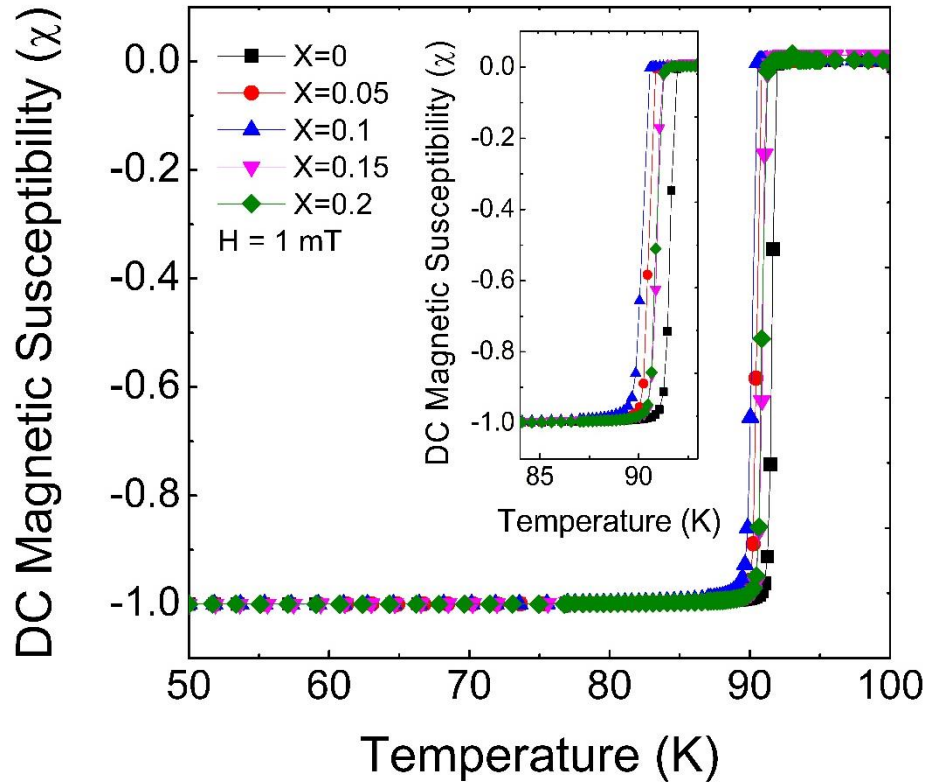 DC Magnetic Susceptibility (χ)
0.0
-0.2
-0.4
-0.6
-0.8
-1.0
X=0
X=0.05
X=0.1
X=0.15
X=0.2
H = 1 mT
DC Magnetic Susceptibility (χ)
0.0
-0.2
-0.4
-0.6
-0.8
-1.0
85 90
Temperature (K)
50 60 70 80 90 100
Temperature (K)